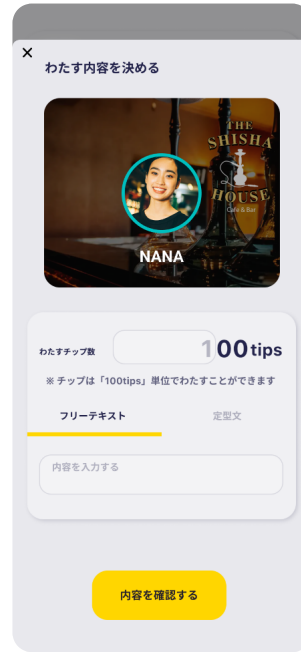 ×
わたす内容を決める
THE
SHISHA
HOUSE
Cafe & Bar
NANA
わたすチップ数 100tips
※ チップは「100tips」単位でわたすことができます
フリーテキスト 定型文
内容を入力する
内容を確認する